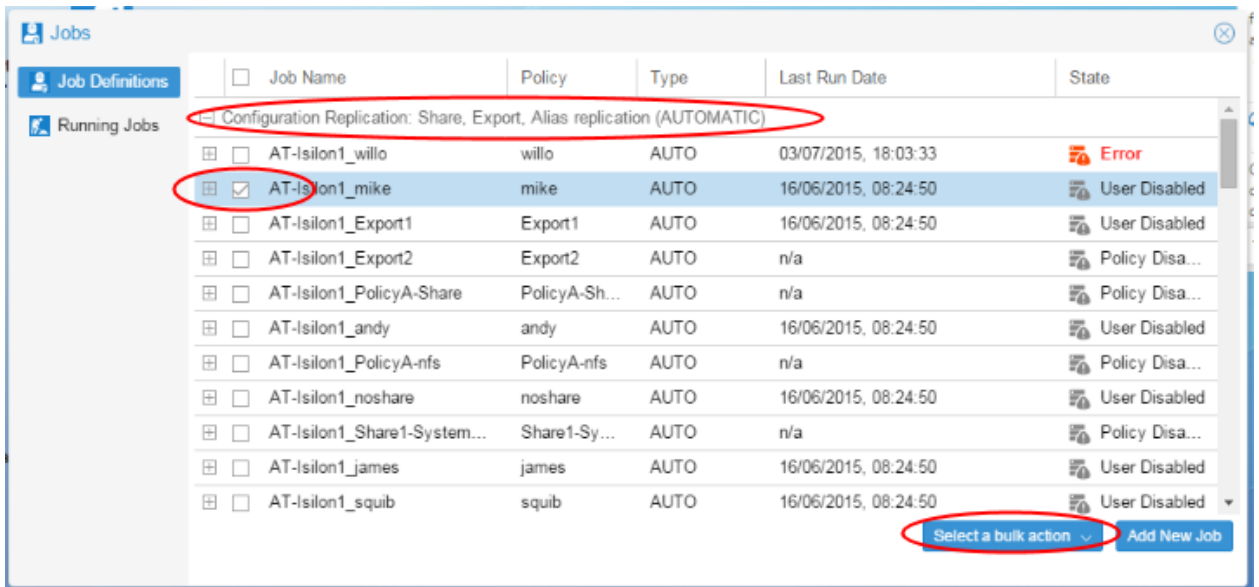 Jobs
Job Definitions
Running Jobs
Job Name Policy Type Last Run Date State
Configuration Replication: Share, Export, Alias replication (AUTOMATIC)
AT-Isilon1_willo willo AUTO 03/07/2015, 18:03:33 Error
AT-Isilon1_mike mike AUTO 16/06/2015, 08:24:50 User Disabled
AT-Isilon1_Export1 Export1 AUTO 16/06/2015, 08:24:50 User Disabled
AT-Isilon1_Export2 Export2 AUTO n/a Policy Disa...
AT-Isilon1_PolicyA-Share PolicyA-Sh... AUTO n/a Policy Disa...
AT-Isilon1_andy andy AUTO 16/06/2015, 08:24:50 User Disabled
AT-Isilon1_PolicyA-nfs PolicyA-nfs AUTO n/a Policy Disa...
AT-Isilon1_noshare noshare AUTO 16/06/2015, 08:24:50 User Disabled
AT-Isilon1_Share1-System... Share1-Sy... AUTO n/a Policy Disa...
AT-Isilon1_james james AUTO 16/06/2015, 08:24:50 User Disabled
AT-Isilon1_squib squib AUTO 16/06/2015, 08:24:50 User Disabled
Select a bulk action Add New Job